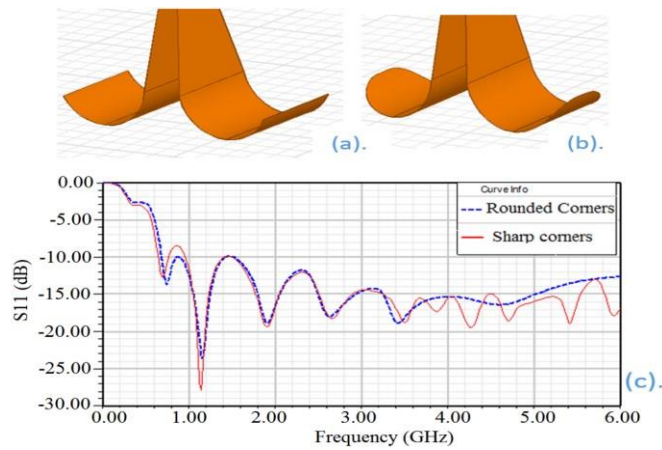 (a).
(b).
0.00
-5.00
-10.00
-15.00
-20.00
-25.00
-30.00
S11 (dB)
Curve Info
Rounded Corners
Sharp corners
(c).
0.00 1.00 2.00 3.00 4.00 5.00 6.00
Frequency (GHz)